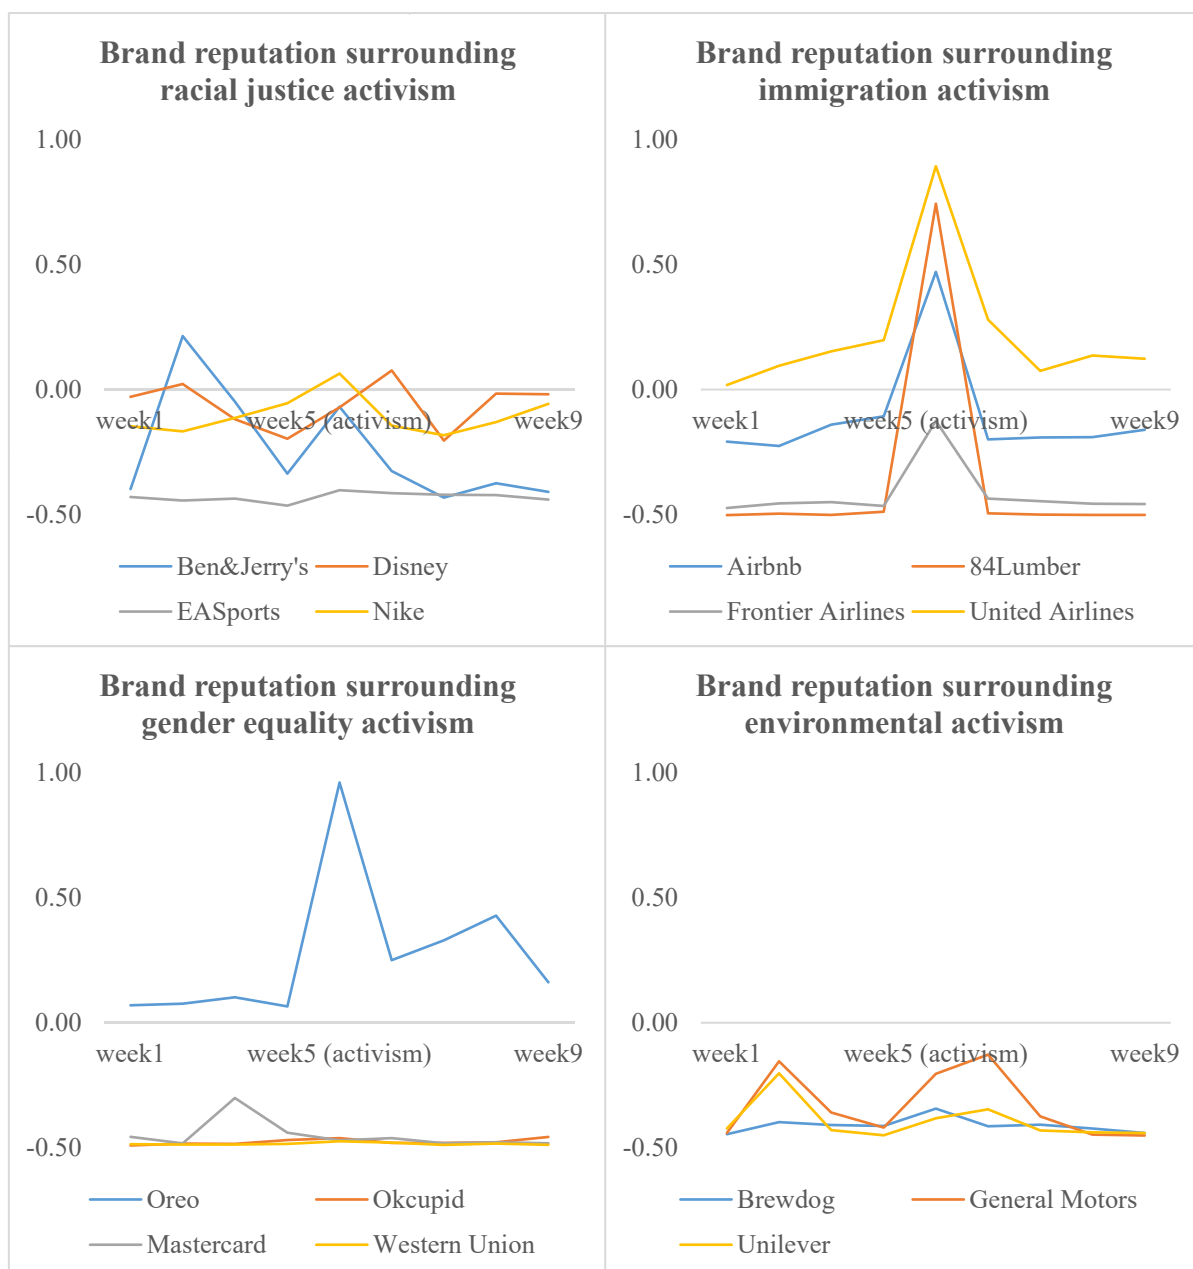 Brand reputation surrounding
racial justice activism
1.00
0.50
0.00
-0.50
week1
week5 (activism)
week9
Ben&Jerry's
Disney
EASports
Nike
Brand reputation surrounding
immigration activism
1.00
0.50
0.00
-0.50
week1
week5 (activism)
week9
Airbnb
84Lumber
Frontier Airlines
United Airlines
Brand reputation surrounding
gender equality activism
1.00
0.50
0.00
-0.50
week1
week5 (activism)
week9
Oreo
Okcupid
Mastercard
Western Union
Brand reputation surrounding
environmental activism
1.00
0.50
0.00
-0.50
week1
week5 (activism)
week9
Brewdog
General Motors
Unilever